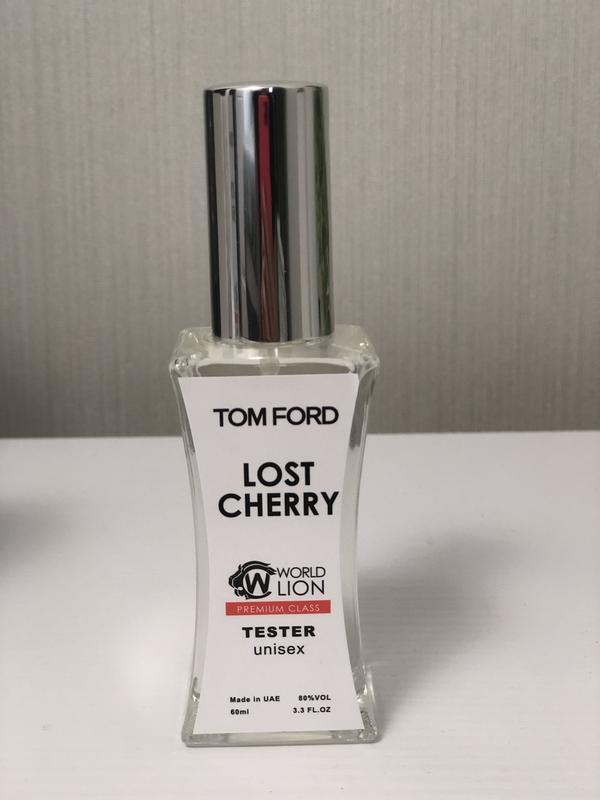 TOM FORD
LOST
CHERRY
W WORLD
LION
PREMIUM CLASS
TESTER
unisex
Made in UAE 80%VOL
60ml 3.3 FL.OZ